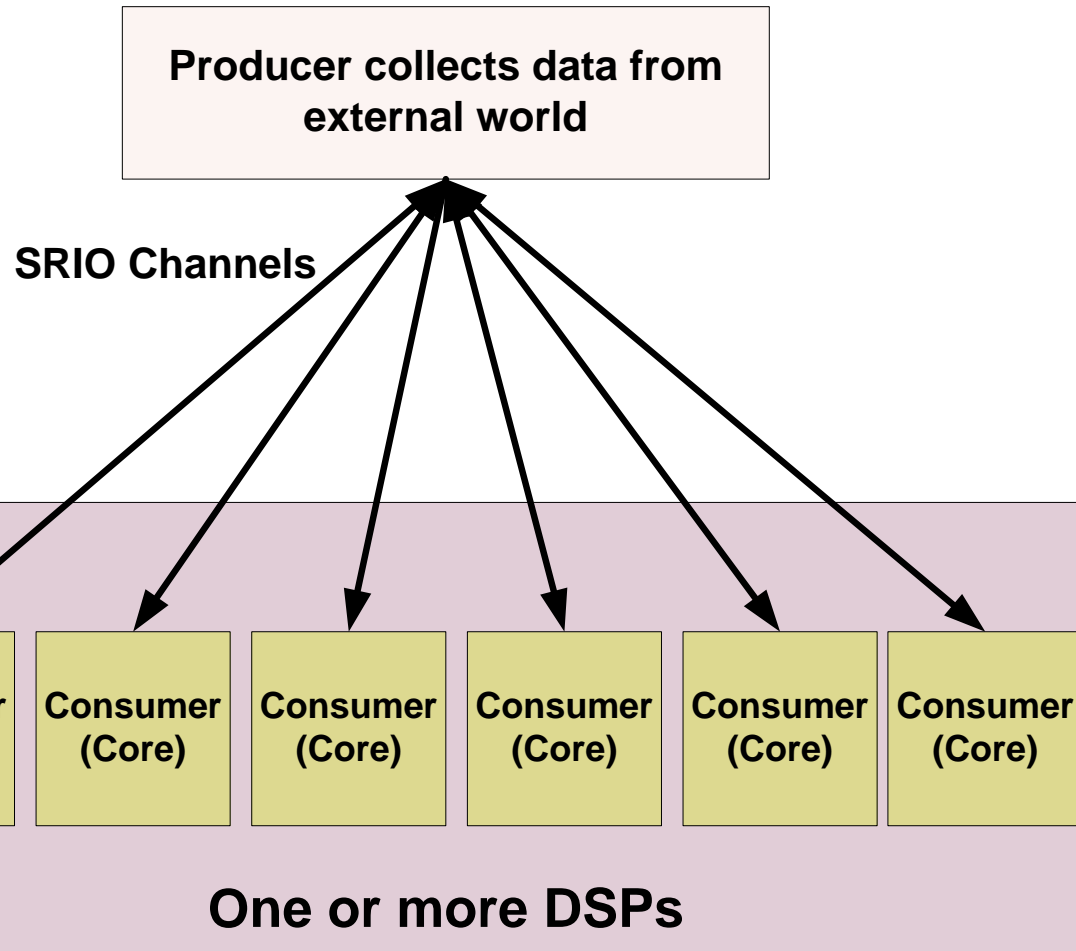 Producer collects data from
external world
SRIO Channels
r
Consumer
(Core)
Consumer
(Core)
Consumer
(Core)
Consumer
(Core)
Consumer
(Core)
One or more DSPs